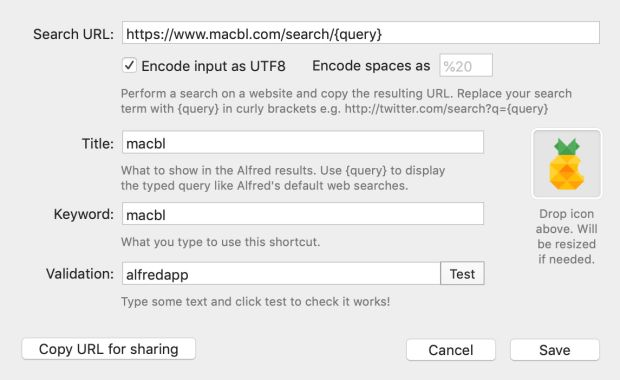 Search URL: https://www.macbl.com/search/{query}
Encode input as UTF8 Encode spaces as %20
Perform a search on a website and copy the resulting URL. Replace your search
term with {query} in curly brackets e.g. http://twitter.com/search?q={query}
Title: macbl
What to show in the Alfred results. Use {query} to display
the typed query like Alfred's default web searches.
Keyword: macbl
What you type to use this shortcut.
Drop icon
above. Will
be resized
if needed.
Validation: alfredapp Test
Type some text and click test to check it works!
Copy URL for sharing Cancel Save